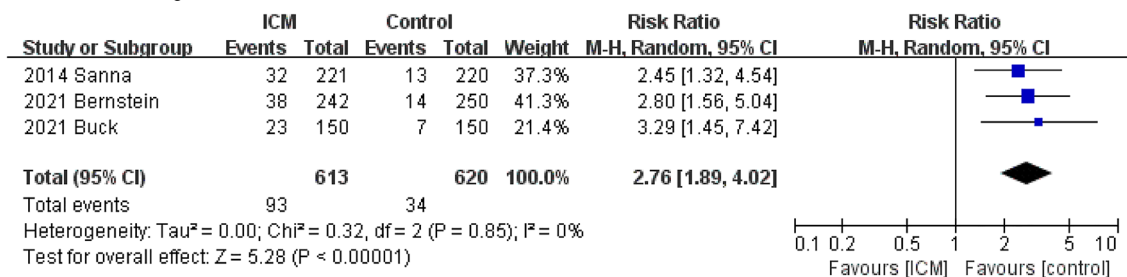 ICM Control Risk Ratio Risk Ratio
Study or Subgroup Events Total Events Total Weight M-H, Random, 95% CI M-H, Random, 95% CI
2014 Sanna 32 221 13 220 37.3% 2.45 [1.32, 4.54]
2021 Bernstein 38 242 14 250 41.3% 2.80 [1.56, 5.04]
2021 Buck 23 150 7 150 21.4% 3.29 [1.45, 7.42]
Total (95% CI) 613 620 100.0% 2.76 [1.89, 4.02]
Total events 93 34
Heterogeneity: Tau² = 0.00; Chi² = 0.32, df = 2 (P = 0.85); I² = 0%
Test for overall effect: Z = 5.28 (P < 0.00001)
0.1 0.2 0.5 1 2 5 10
Favours [ICM] Favours [control]